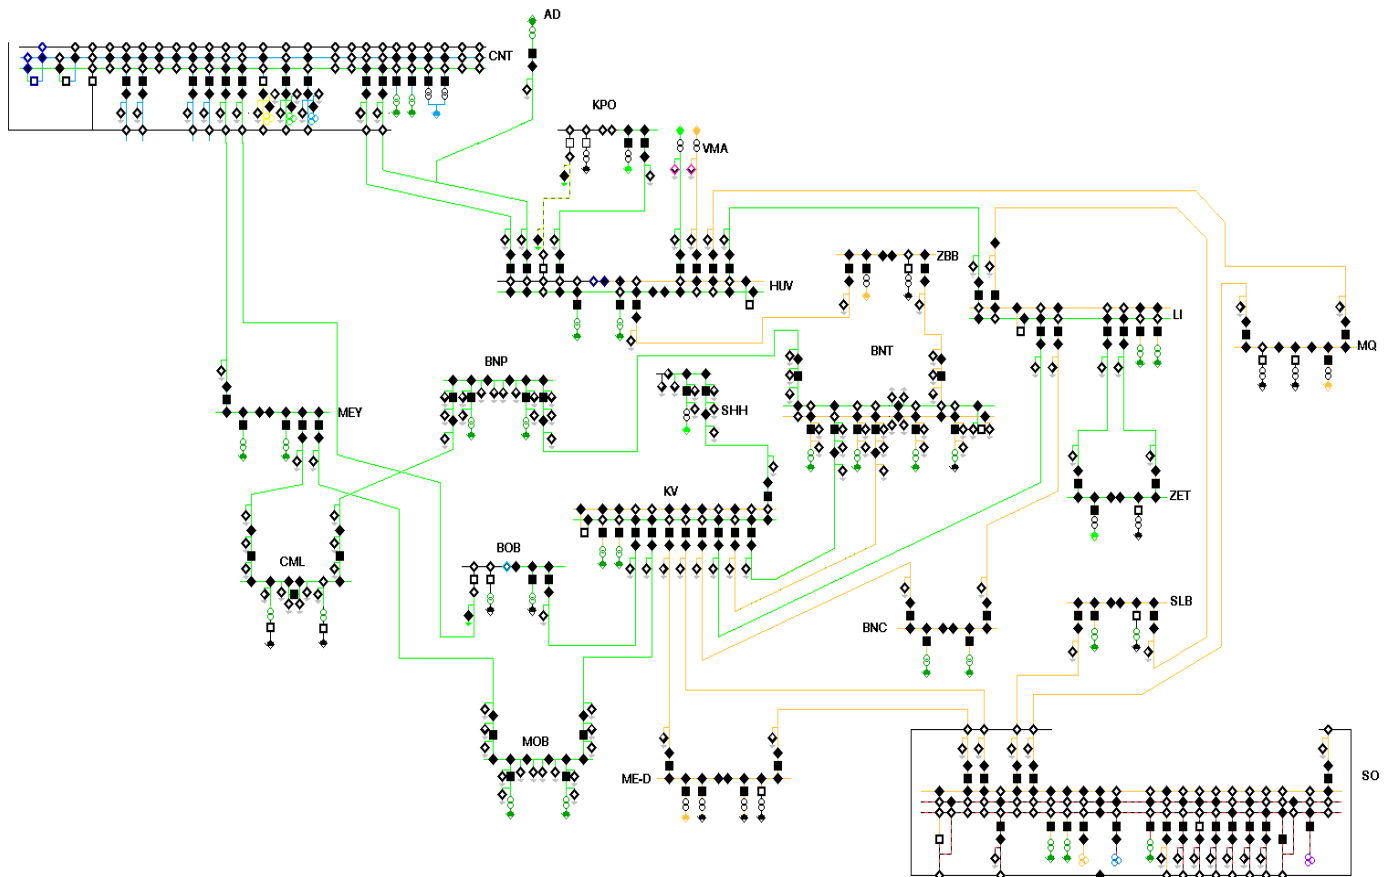 AD
CNT
KPO
VMA
ZBB
HUV
LI
BNT
MQ
BNP
SHH
MEY
KV
ZET
BOB
CML
SLB
BNC
MOB
ME-D
SO